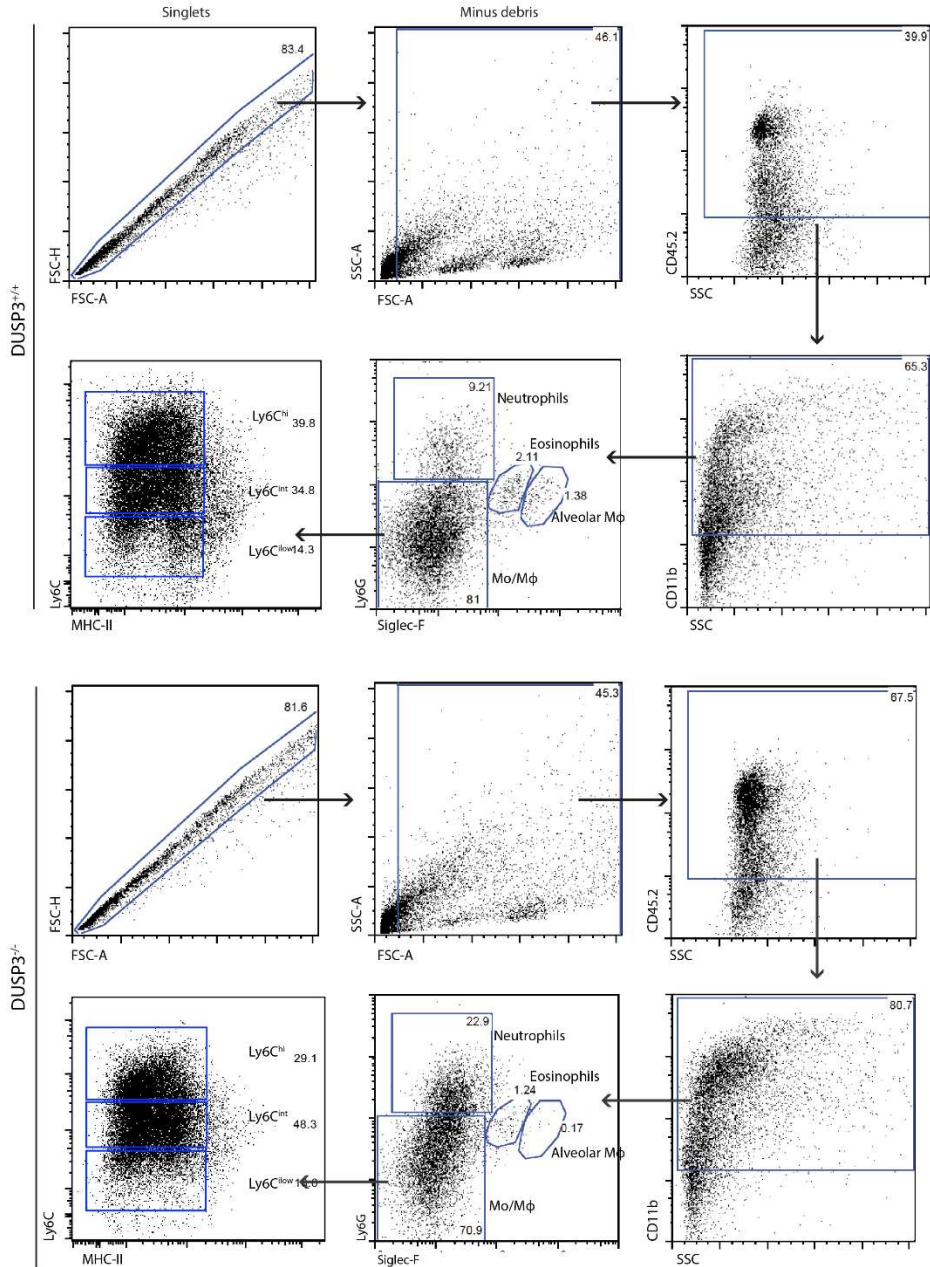 Singlets
Minus debris
DUSP3+/+
83.4
FSC-H
FSC-A
46.1
SSC-A
FSC-A
39.9
CD45.2
SSC
Ly6Chi 39.8
Ly6Cint 34.8
Ly6Cilow 14.3
Ly6C
MHC-II
9.21
Neutrophils
Eosinophils
2.11
1.38
Alveolar Mφ
Mo/Mφ
81
Ly6G
Siglec-F
65.3
CD11b
SSC
DUSP3-/-
81.6
FSC-H
FSC-A
45.3
SSC-A
FSC-A
67.5
CD45.2
SSC
Ly6Chi
29.1
Ly6Cint
48.3
Ly6Cilow
Ly6C
MHC-II
22.9
Neutrophils
Eosinophils
1.24
0.17
Alveolar Mφ
Mo/Mφ
70.9
Ly6G
Siglec-F
80.7
CD11b
SSC